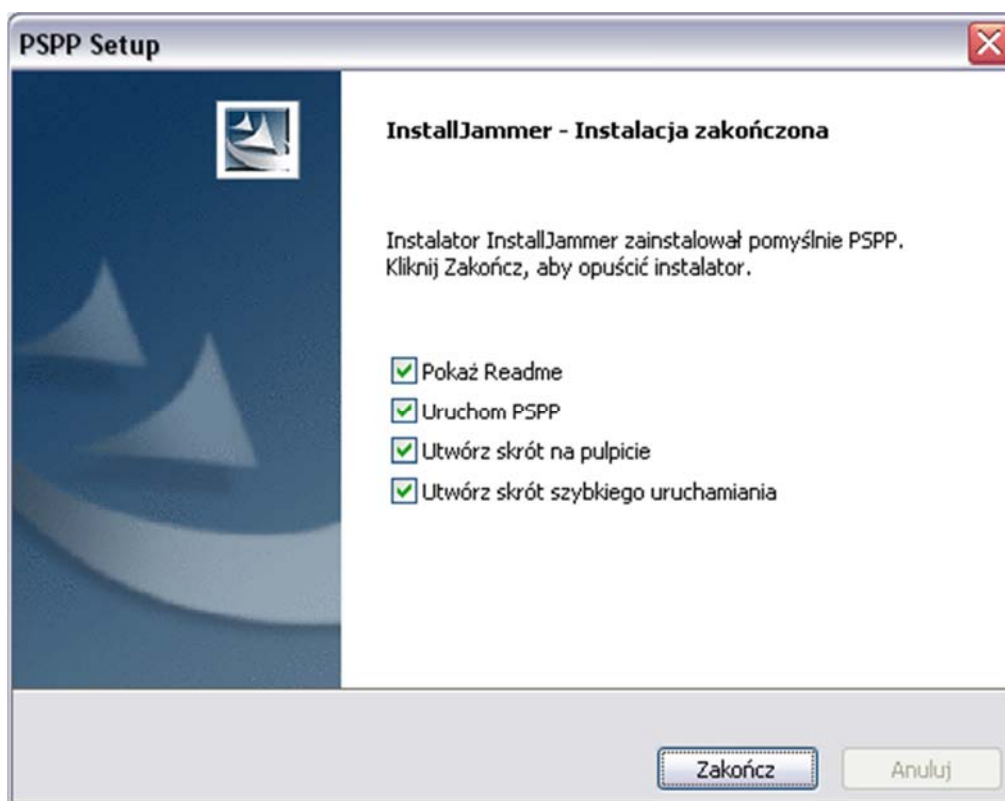 PSPP Setup
InstallJammer - Instalacja zakończona
Instalator InstallJammer zainstalował pomyślnie PSPP.
Kliknij Zakończ, aby opuścić instalator.
Pokaż Readme
Uruchom PSPP
Utwórz skrót na pulpicie
Utwórz skrót szybkiego uruchamiania
Zakończ
Anuluj